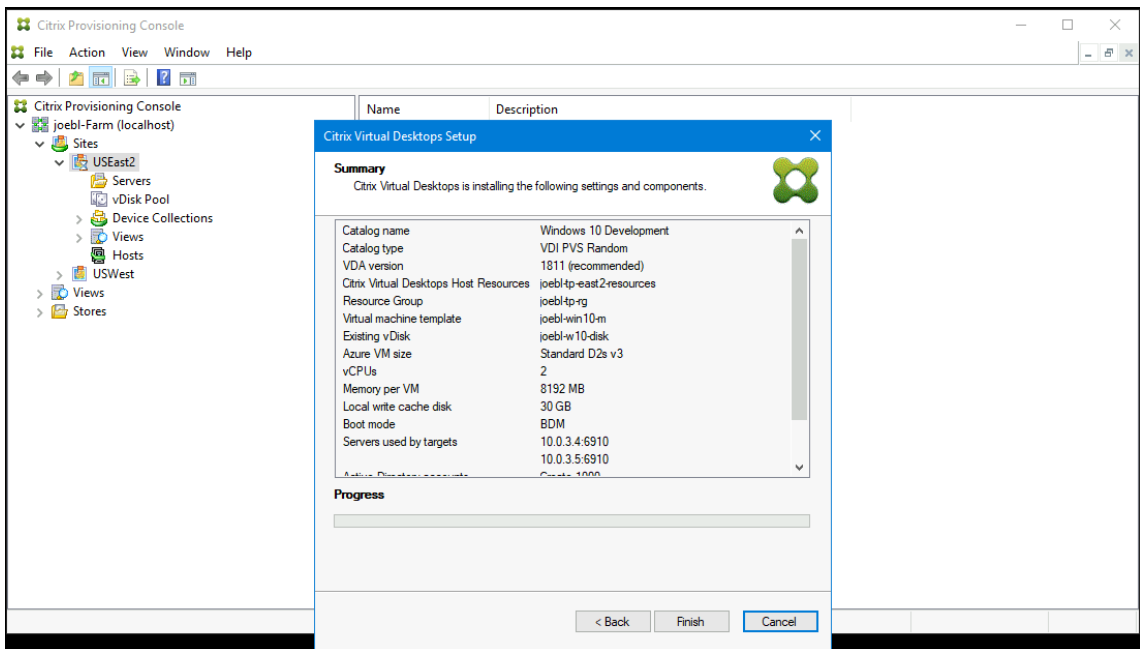 Citrix Provisioning Console
File Action View Window Help
Citrix Provisioning Console
joebl-Farm (localhost)
Sites
USEast2
Servers
vDisk Pool
Device Collections
Views
Hosts
USWest
Views
Stores
Name Description
Citrix Virtual Desktops Setup
Summary
Citrix Virtual Desktops is installing the following settings and components.
Catalog name Windows 10 Development
Catalog type VDI PVS Random
VDA version 1811 (recommended)
Citrix Virtual Desktops Host Resources joebl-tp-east2-resources
Resource Group joebl-tp-rg
Virtual machine template joebl-win10-m
Existing vDisk joebl-w10-disk
Azure VM size Standard D2s v3
vCPUs 2
Memory per VM 8192 MB
Local write cache disk 30 GB
Boot mode BDM
Servers used by targets 10.0.3.4:6910
10.0.3.5:6910
Active Directory accounts Create 1000
Progress
< Back Finish Cancel